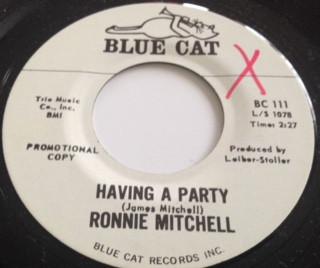 BLUE CAT
X
Trio Music
Co., Inc.
BMI
BC 111
L/S 1078
Time: 2:27
PROMOTIONAL
COPY
Produced by
Leiber-Stoller
HAVING A PARTY
(James Mitchell)
RONNIE MITCHELL
BLUE CAT RECORDS INC.